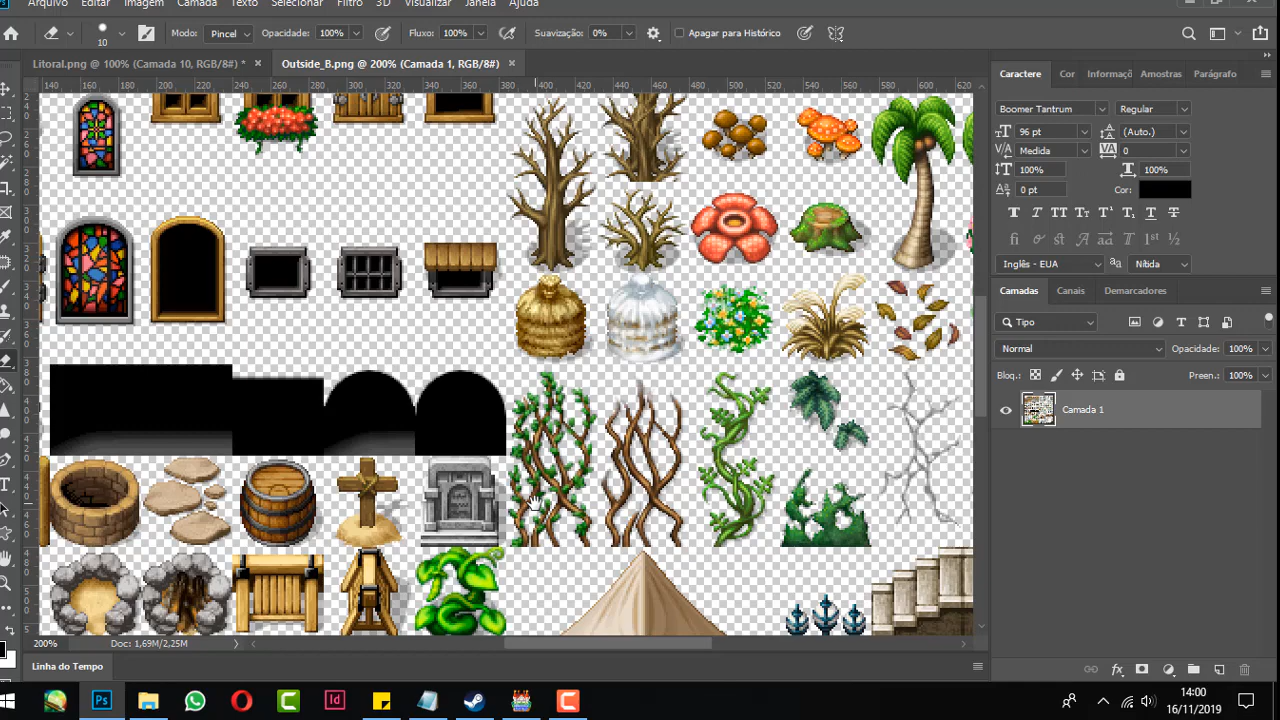 Arquivo Editar Imagem Camada Texto Selecionar Filtro 3D Visualizar Janela Ajuda
10 Modo: Pincel Opacidade: 100% Fluxo: 100% Suavização: 0% Apagar para Histórico
Litoral.png @ 100% (Camada 10, RGB/8#) * × Outside_B.png @ 200% (Camada 1, RGB/8#) ×
140 160 180 200 220 240 260 280 300 320 340 360 380 400 420 440 460 480 500 520 540 560 580 600 620
Caractere Cor Informaçõ Amostras Parágrafo
Boomer Tantrum Regular
96 pt (Auto.)
Medida 0
100% 100%
0 pt Cor:
Inglês - EUA aa Nítida
Camadas Canais Demarcadores
Tipo
Normal Opacidade: 100%
Bloq.: Preen.: 100%
Camada 1
200% Doc: 1,69M/2,25M
Linha do Tempo
14:00
16/11/2019